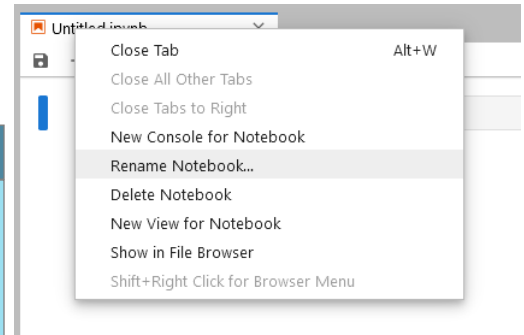 Untitled.ipynb
Close Tab Alt+W
Close All Other Tabs
Close Tabs to Right
New Console for Notebook
Rename Notebook...
Delete Notebook
New View for Notebook
Show in File Browser
Shift+Right Click for Browser Menu